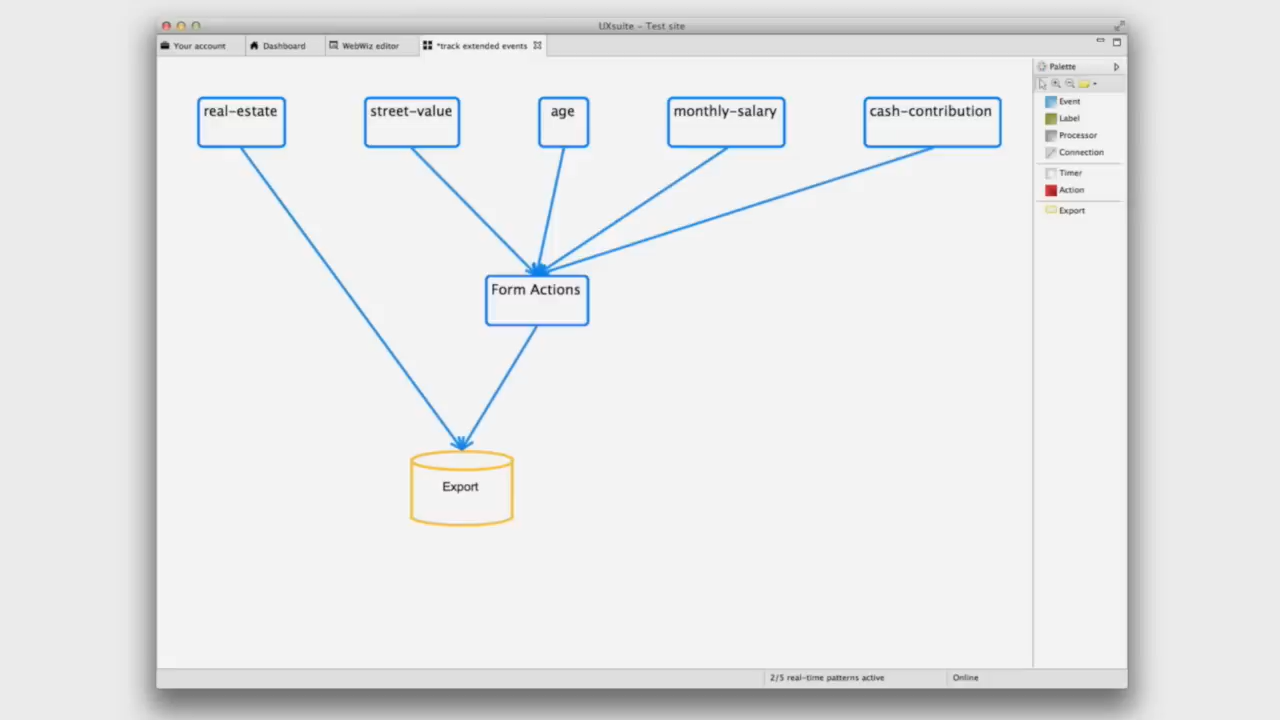 UXsuite - Test site
Your account
Dashboard
WebWiz editor
*track extended events
Palette
real-estate
street-value
age
monthly-salary
cash-contribution
Event
Label
Processor
Connection
Timer
Action
Export
Form Actions
Export
2/5 real-time patterns active
Online